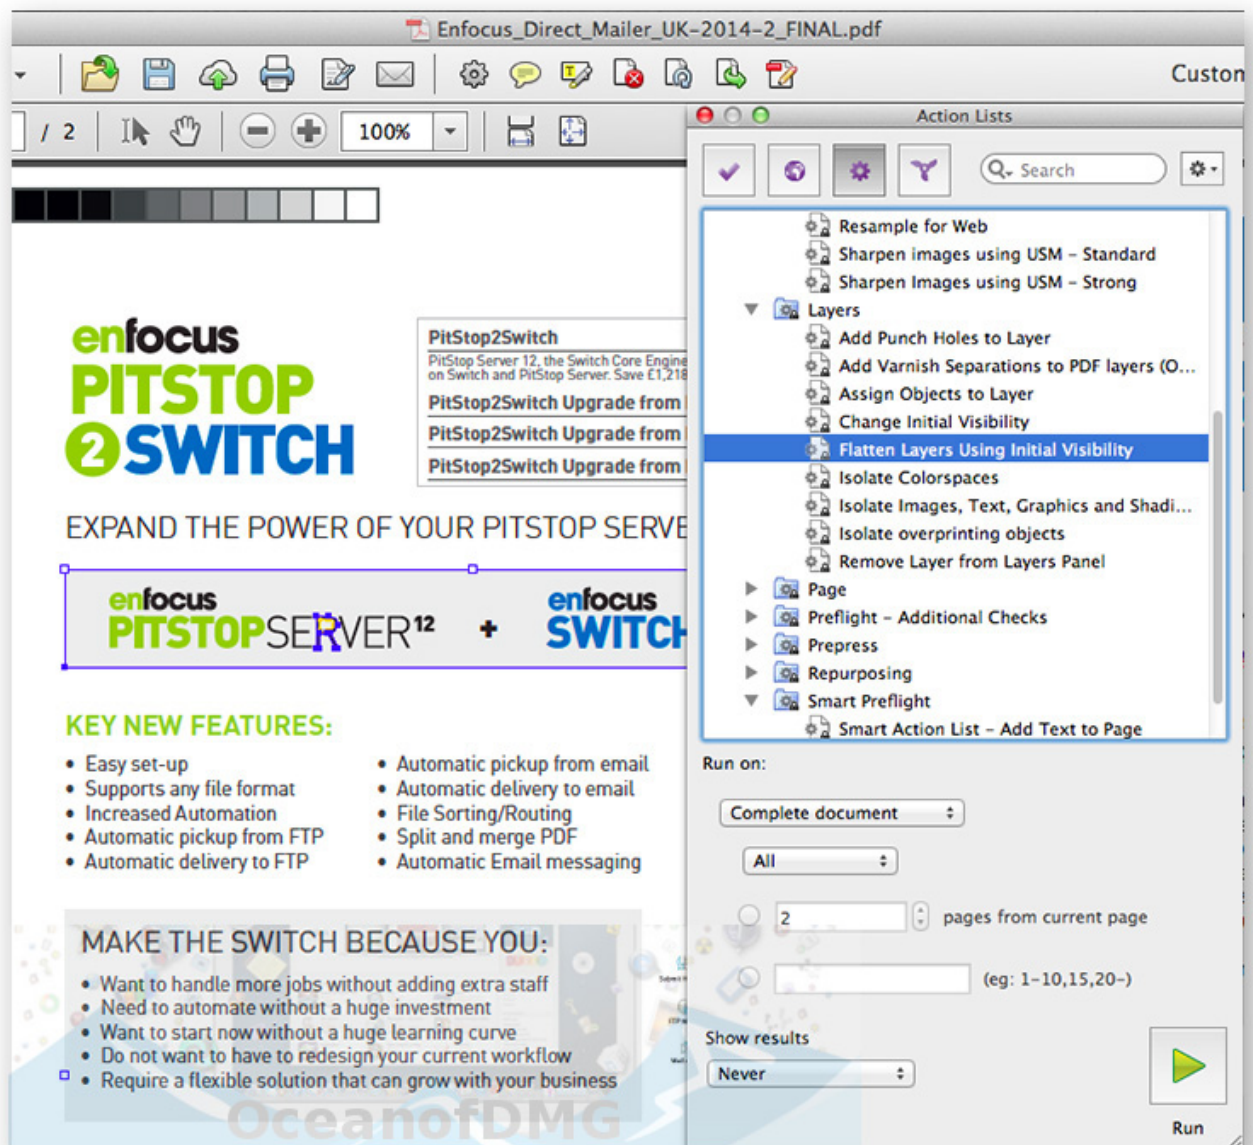 Enfocus_Direct_Mailer_UK-2014-2_FINAL.pdf
Custom
/ 2
100%
Action Lists
Search
Resample for Web
Sharpen images using USM – Standard
Sharpen Images using USM – Strong
Layers
Add Punch Holes to Layer
Add Varnish Separations to PDF layers (O...
Assign Objects to Layer
Change Initial Visibility
Flatten Layers Using Initial Visibility
Isolate Colorspaces
Isolate Images, Text, Graphics and Shadi...
Isolate overprinting objects
Remove Layer from Layers Panel
Page
Preflight – Additional Checks
Prepress
Repurposing
Smart Preflight
Smart Action List – Add Text to Page
Run on:
Complete document
All
2 pages from current page
(eg: 1-10,15,20-)
Show results
Never
Run
enfocus
PITSTOP
2 SWITCH
PitStop2Switch
PitStop Server 12, the Switch Core Engine
on Switch and PitStop Server. Save £1,218
PitStop2Switch Upgrade from
PitStop2Switch Upgrade from
PitStop2Switch Upgrade from
EXPAND THE POWER OF YOUR PITSTOP SERVE
enfocus
PITSTOPSERVER12
+
enfocus
SWITCH
KEY NEW FEATURES:
• Easy set-up
• Supports any file format
• Increased Automation
• Automatic pickup from FTP
• Automatic delivery to FTP
• Automatic pickup from email
• Automatic delivery to email
• File Sorting/Routing
• Split and merge PDF
• Automatic Email messaging
MAKE THE SWITCH BECAUSE YOU:
• Want to handle more jobs without adding extra staff
• Need to automate without a huge investment
• Want to start now without a huge learning curve
• Do not want to have to redesign your current workflow
• Require a flexible solution that can grow with your business
OceanofDMG